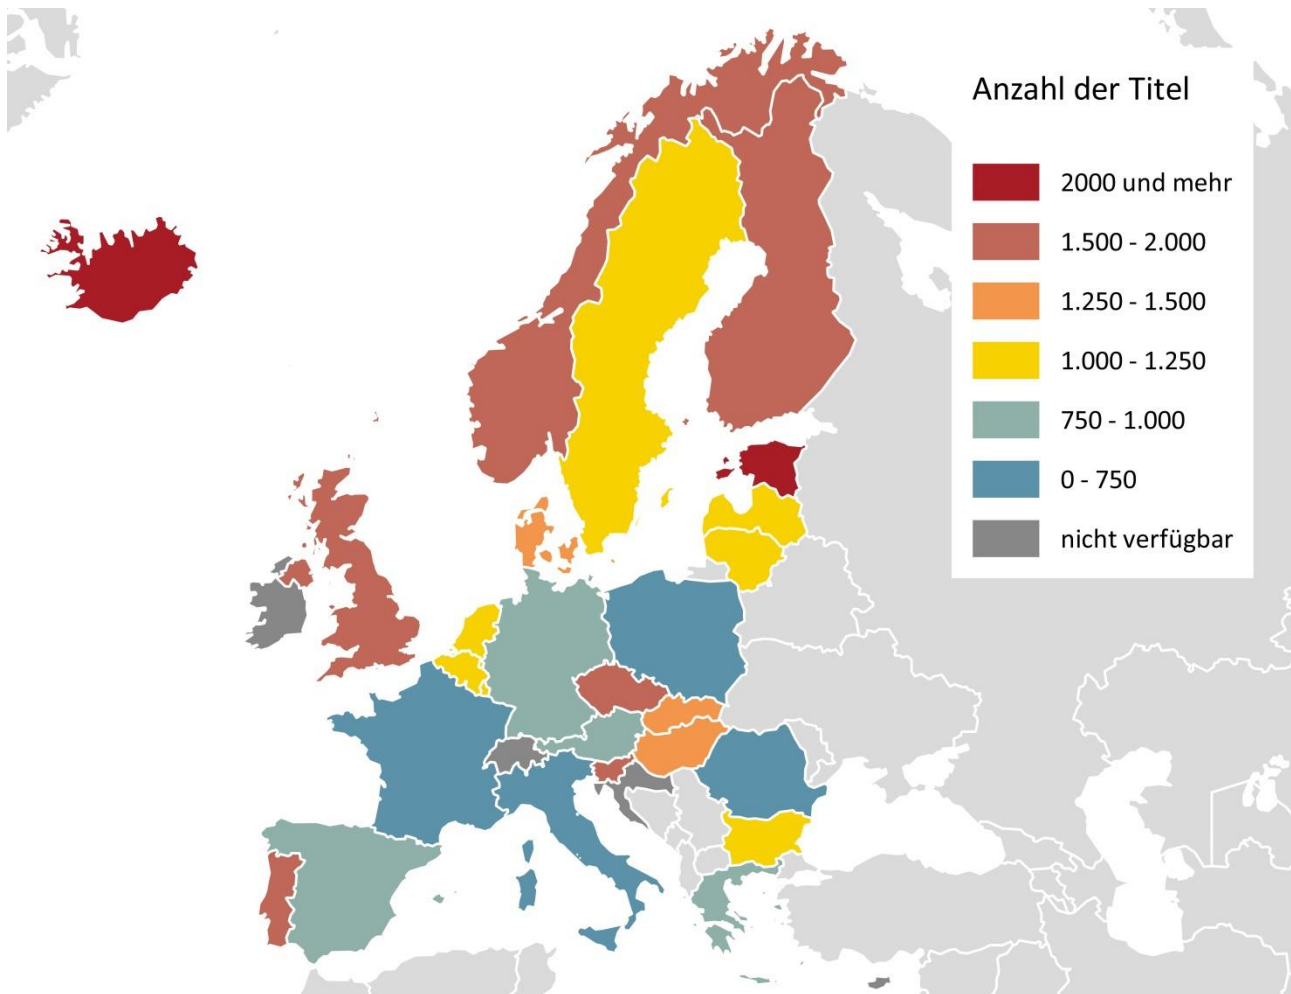 Anzahl der Titel
2000 und mehr
1.500 - 2.000
1.250 - 1.500
1.000 - 1.250
750 - 1.000
0 - 750
nicht verfügbar